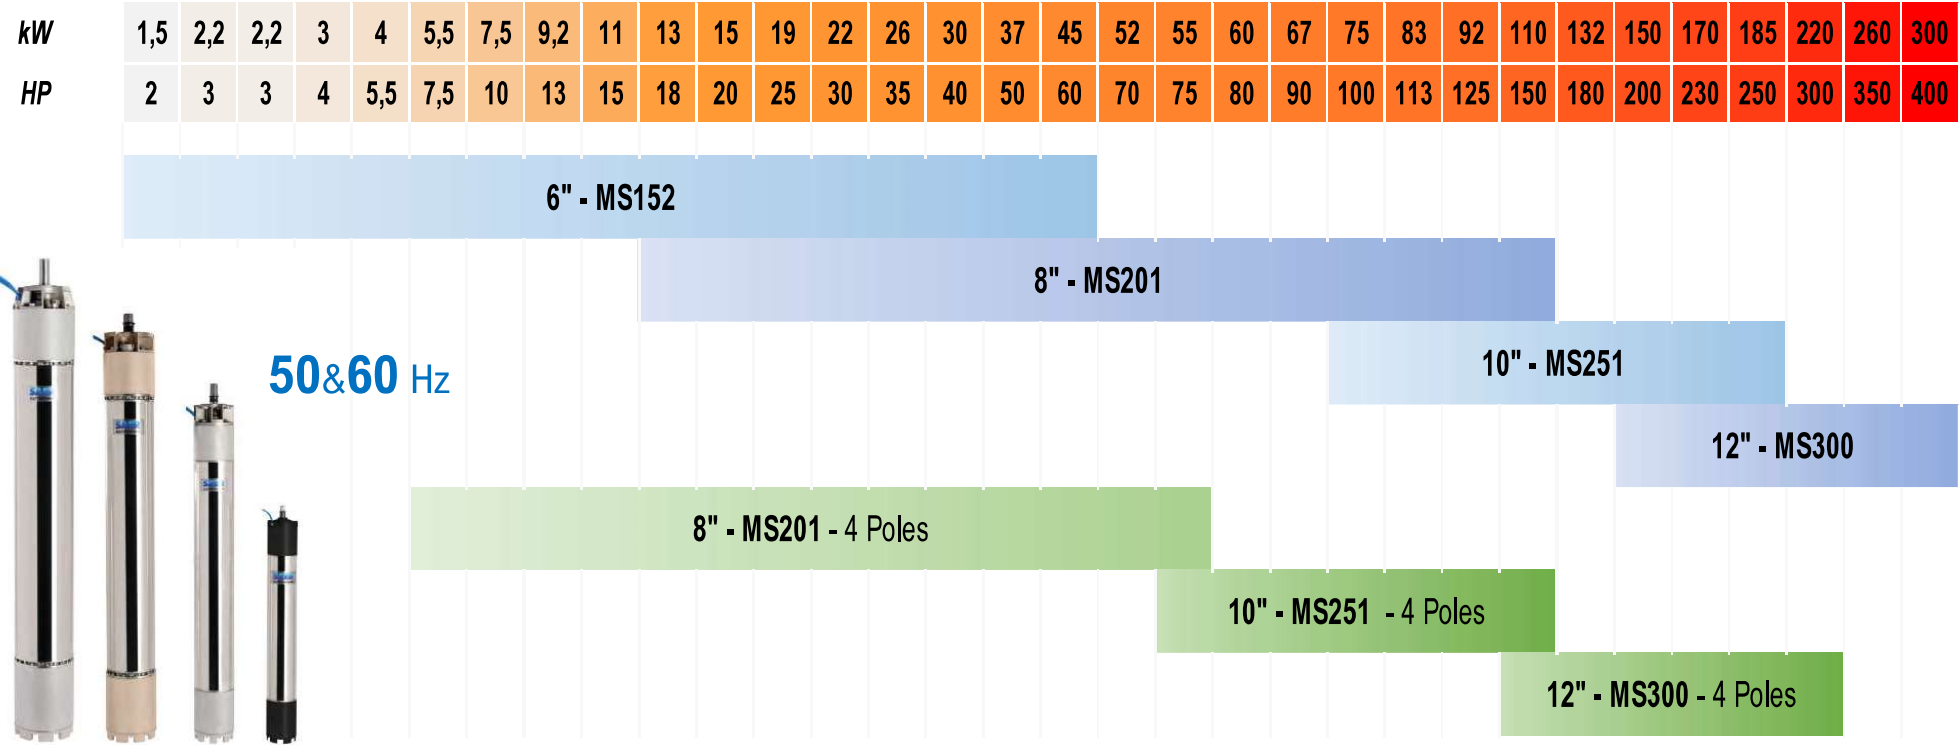 kW 1,5 2,2 2,2 3 4 5,5 7,5 9,2 11 13 15 19 22 26 30 37 45 52 55 60 67 75 83 92 110 132 150 170 185 220 260 300
HP 2 3 3 4 5,5 7,5 10 13 15 18 20 25 30 35 40 50 60 70 75 80 90 100 113 125 150 180 200 230 250 300 350 400
6" - MS152
8" - MS201
10" - MS251
50&60 Hz
12" - MS300
8" - MS201 - 4 Poles
10" - MS251 - 4 Poles
12" - MS300 - 4 Poles